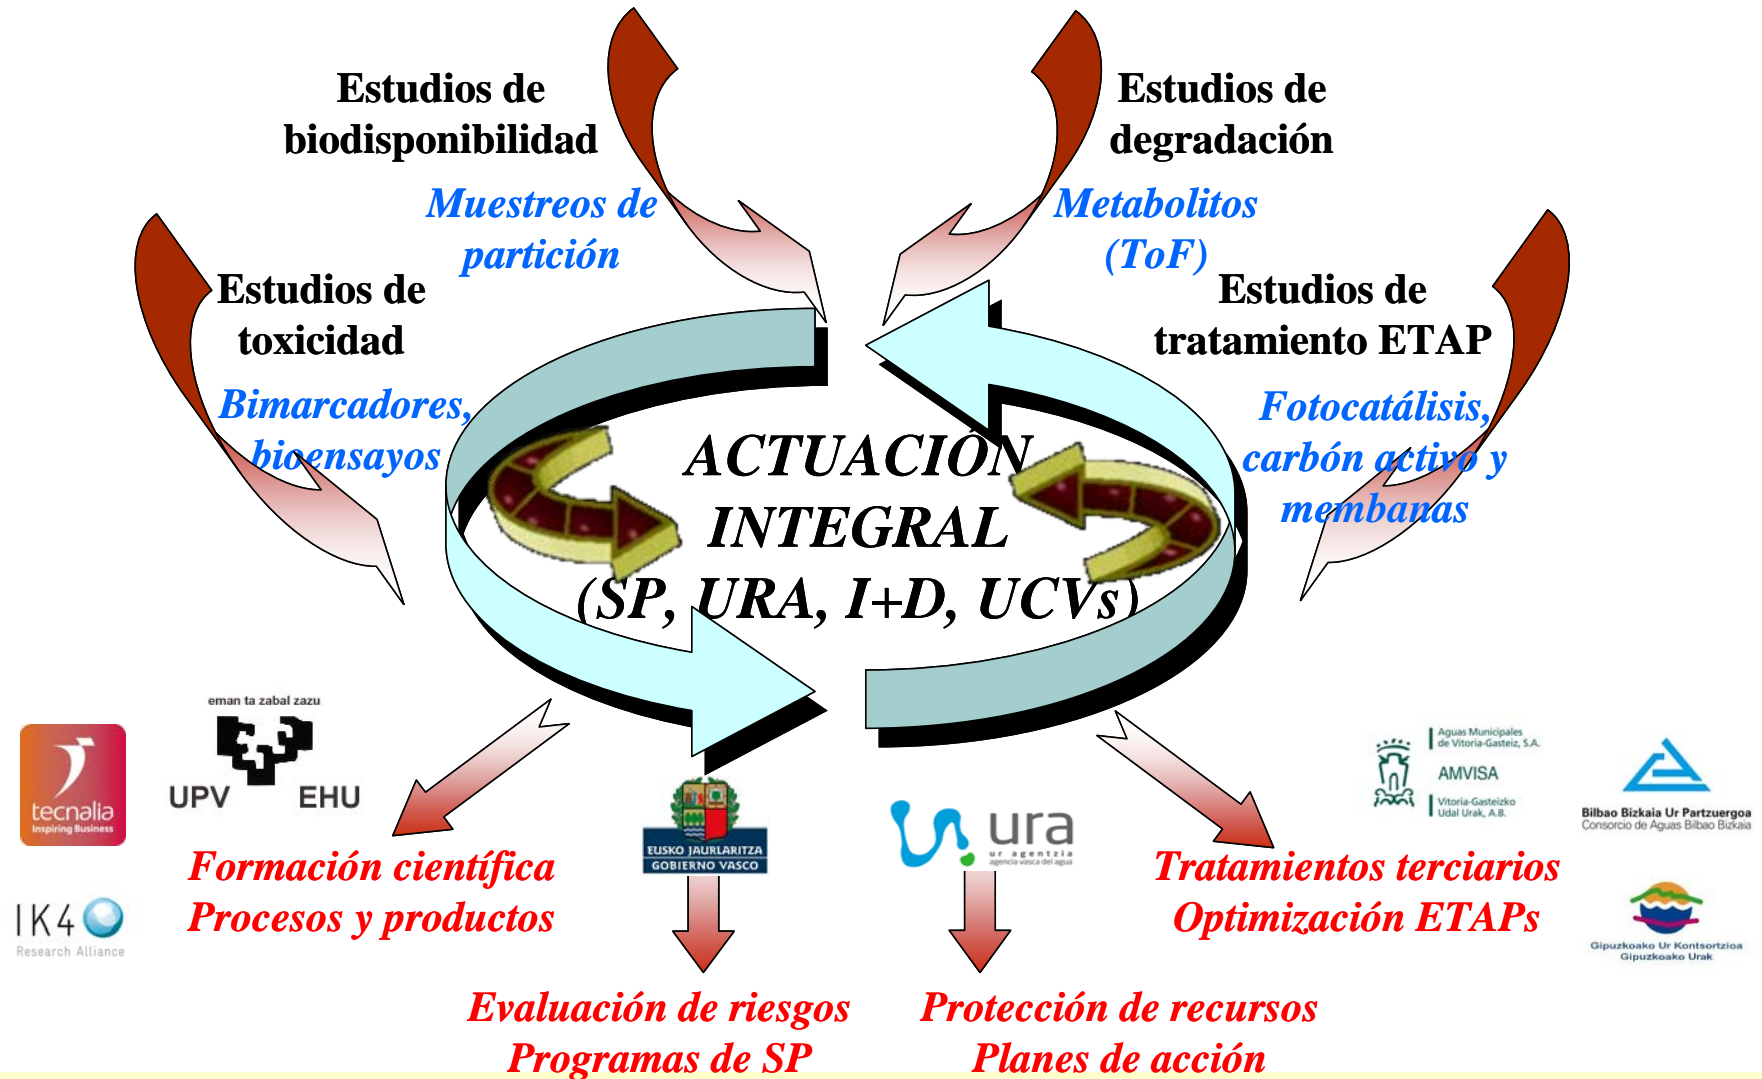 Estudios de
biodisponibilidad
Muestreos de
partición
Estudios de
degradación
Metabolitos
(ToF)
Estudios de
toxicidad
Bimarcadores,
bioensayos
Estudios de
tratamiento ETAP
Fotocatálisis,
carbón activo y
membanas
ACTUACIÓN
INTEGRAL
(SP, URA, I+D, UCVs)
tecnalia
Inspiring Business
eman ta zabal zazu
UPV EHU
IK4
Research Alliance
Formación científica
Procesos y productos
EUSKO JAURLARITZA
GOBIERNO VASCO
Evaluación de riesgos
Programas de SP
ura
ur agentzia
agencia vasca del agua
Protección de recursos
Planes de acción
Tratamientos terciarios
Optimización ETAPs
Aguas Municipales
de Vitoria-Gasteiz, S.A.
AMVISA
Vitoria-Gasteizko
Udal Urak, A.B.
Bilbao Bizkaia Ur Partzuergoa
Consorcio de Aguas Bilbao Bizkaia
Gipuzkoako Ur Kontsortzioa
Gipuzkoako Urak